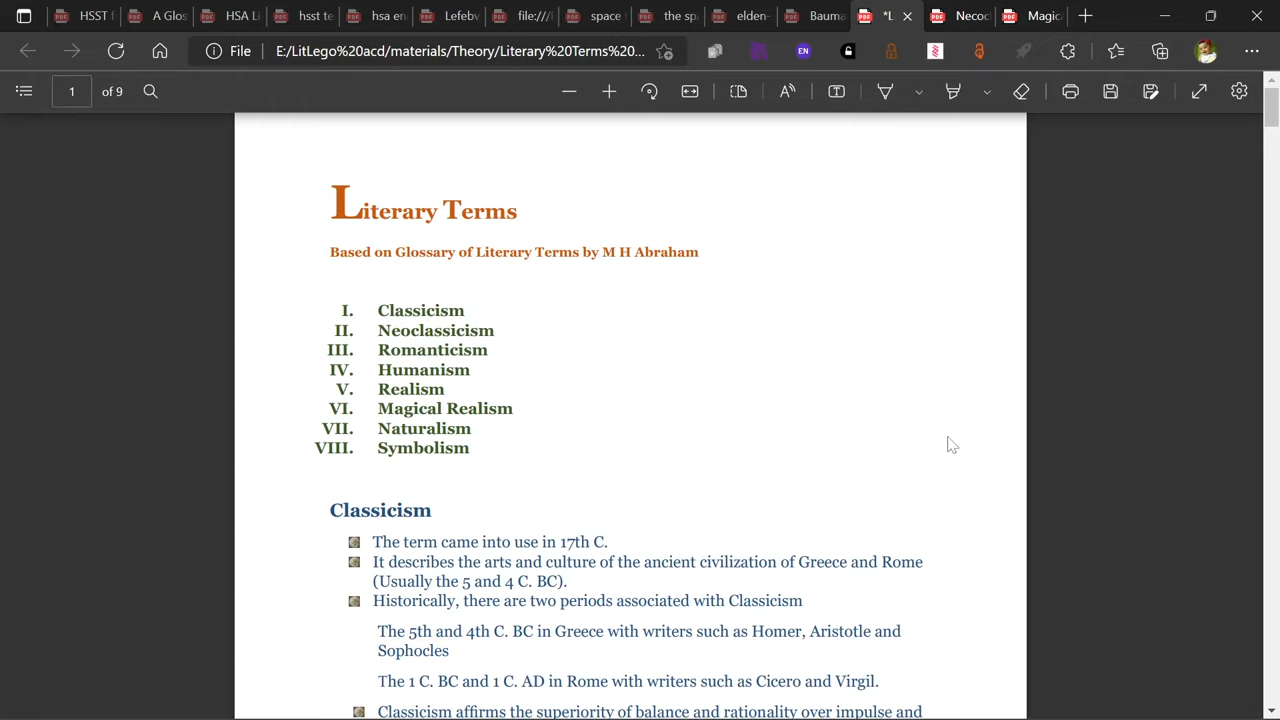 HSST f
A Glos
HSA Li
hsst te
hsa en
Lefebv
file:///
space
the sp
elden-
Bauma
*L
Necoc
Magic
File
E:/LitLego%20acd/materials/Theory/Literary%20Terms%20...
EN
1
of 9
Literary Terms
Based on Glossary of Literary Terms by M H Abraham
I. Classicism
II. Neoclassicism
III. Romanticism
IV. Humanism
V. Realism
VI. Magical Realism
VII. Naturalism
VIII. Symbolism
Classicism
The term came into use in 17th C.
It describes the arts and culture of the ancient civilization of Greece and Rome
(Usually the 5 and 4 C. BC).
Historically, there are two periods associated with Classicism
The 5th and 4th C. BC in Greece with writers such as Homer, Aristotle and
Sophocles
The 1 C. BC and 1 C. AD in Rome with writers such as Cicero and Virgil.
Classicism affirms the superiority of balance and rationality over impulse and